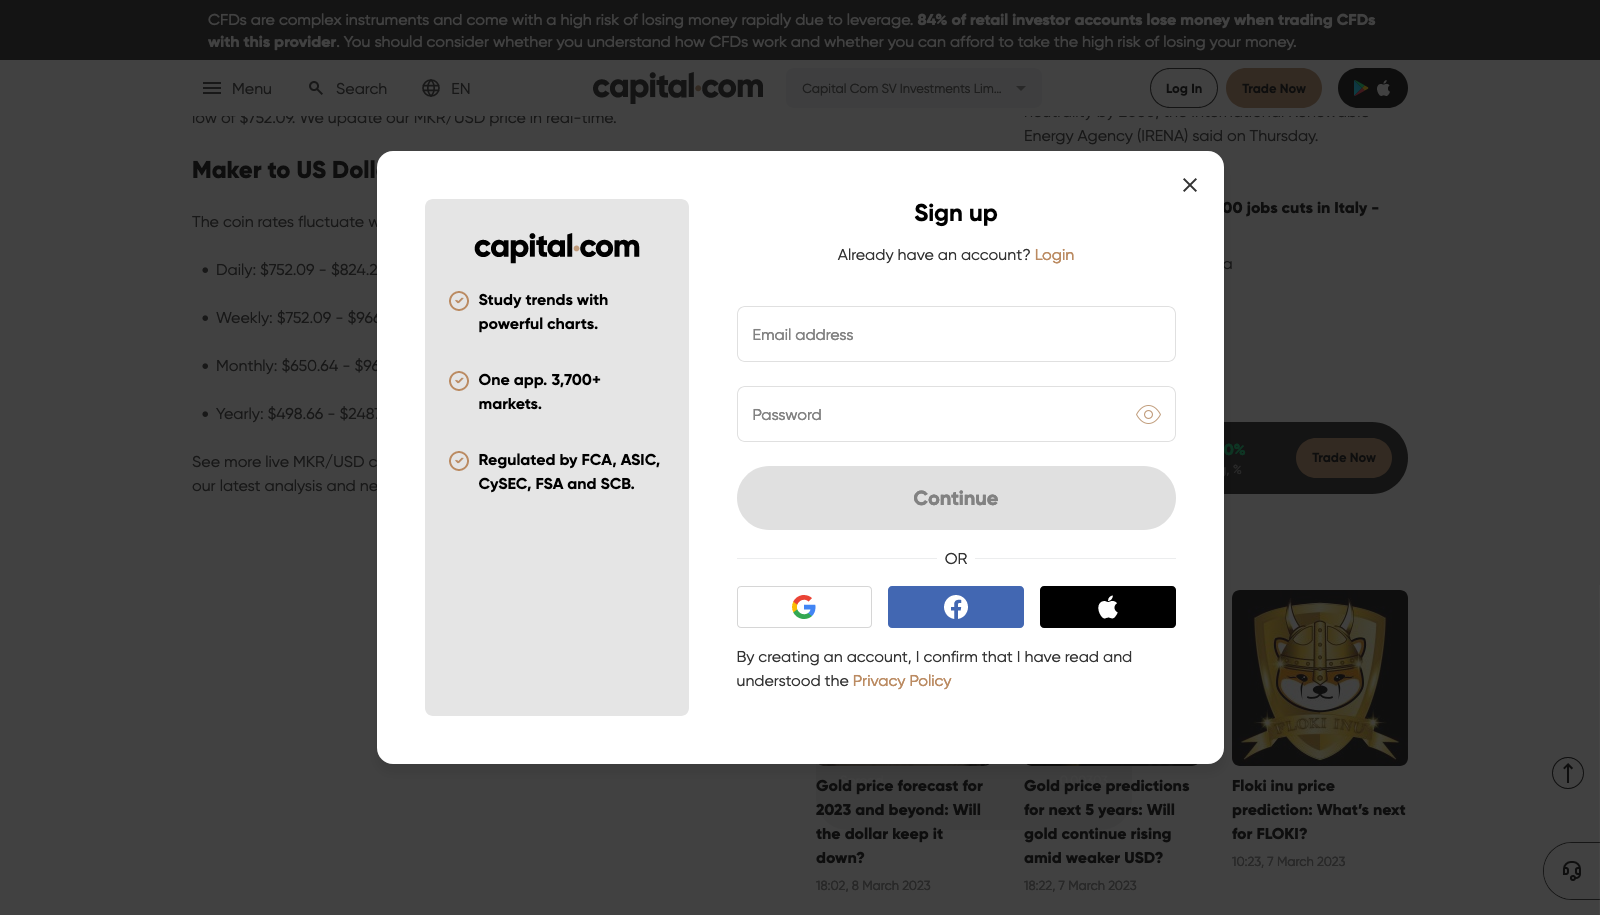 CFDs are complex instruments and come with a high risk of losing money rapidly due to leverage. 84% of retail investor accounts lose money when trading CFDs
with this provider. You should consider whether you understand how CFDs work and whether you can afford to take the high risk of losing your money.
Menu
Search
EN
capital.com
Capital Com SV Investments Lim...
Log In
Trade Now
low of $752.09. We update our MKR/USD price in real-time.
Energy Agency (IRENA) said on Thursday.
Maker to US
The coin rates fluctuate
Daily: $752.09 -
Weekly: $752.09 -
Monthly: $650.64 -
Yearly: $498.66 -
See more live MKR/USD
our latest analysis and
jobs cuts in Italy -
Trade Now
capital.com
Study trends with
powerful charts.
One app. 3,700+
markets.
Regulated by FCA, ASIC,
CySEC, FSA and SCB.
Sign up
Already have an account? Login
Email address
Password
Continue
OR
By creating an account, I confirm that I have read and
understood the Privacy Policy
FLOKI INU
Gold price forecast for
2023 and beyond: Will
the dollar keep it
down?
18:02, 8 March 2023
Gold price predictions
for next 5 years: Will
gold continue rising
amid weaker USD?
18:22, 7 March 2023
Floki inu price
prediction: What's next
for FLOKI?
10:23, 7 March 2023